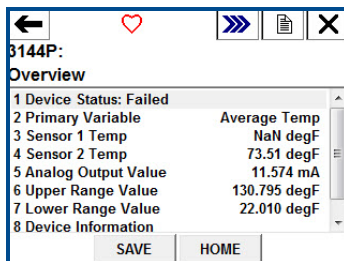 3144P:
Overview
1 Device Status: Failed
2 Primary Variable Average Temp
3 Sensor 1 Temp NaN degF
4 Sensor 2 Temp 73.51 degF
5 Analog Output Value 11.574 mA
6 Upper Range Value 130.795 degF
7 Lower Range Value 22.010 degF
8 Device Information
SAVE HOME